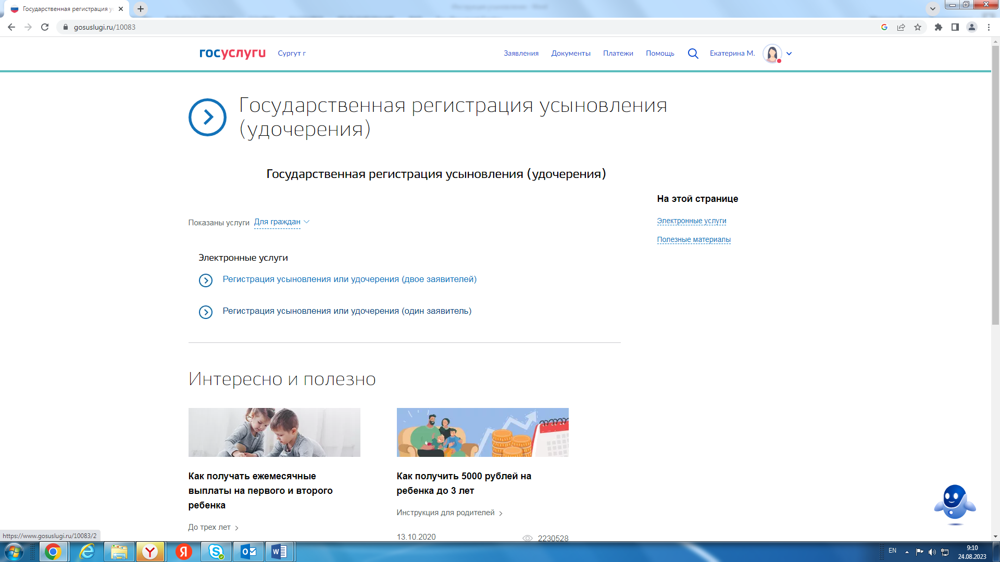 Государственная регистрация ус
gosuslugi.ru/10083
госуслуги
Сургут г
Заявления
Документы
Платежи
Помощь
Екатерина М.
Государственная регистрация усыновления
(удочерения)
Государственная регистрация усыновления (удочерения)
На этой странице
Показаны услуги Для граждан
Электронные услуги
Полезные материалы
Электронные услуги
Регистрация усыновления или удочерения (двое заявителей)
Регистрация усыновления или удочерения (один заявитель)
Интересно и полезно
Как получать ежемесячные
выплаты на первого и второго
ребенка
До трех лет
Как получить 5000 рублей на
ребенка до 3 лет
Инструкция для родителей
13.10.2020
2230528
https://www.gosuslugi.ru/10083/2
EN
9:10
24.08.2023